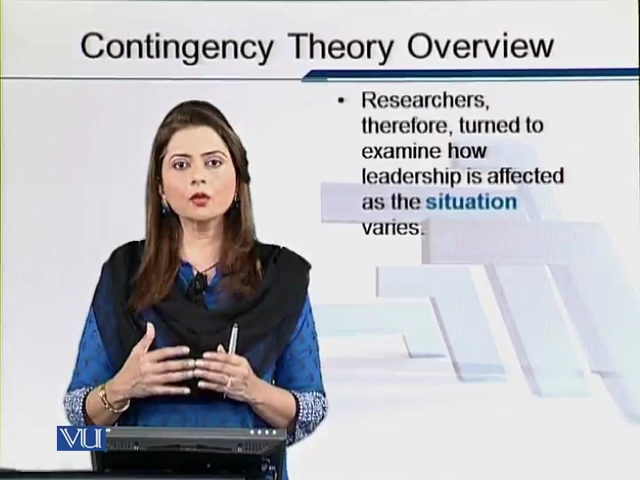 Contingency Theory Overview
• Researchers,
therefore, turned to
examine how
leadership is affected
as the situation
varies.
VU